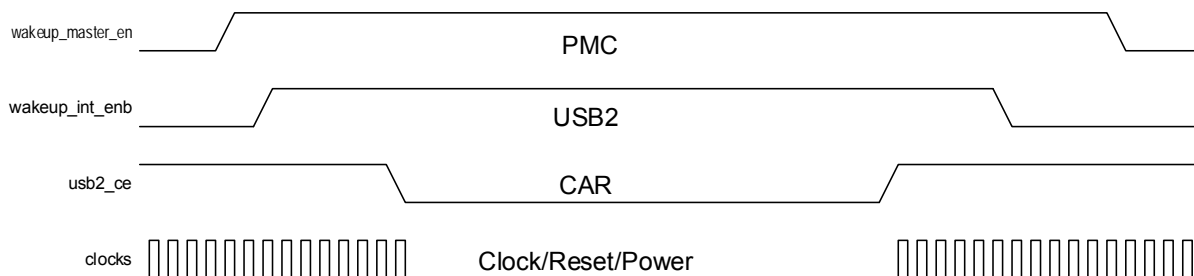 wakeup_master_en
PMC
wakeup_int_enb
USB2
usb2_ce
CAR
clocks
Clock/Reset/Power